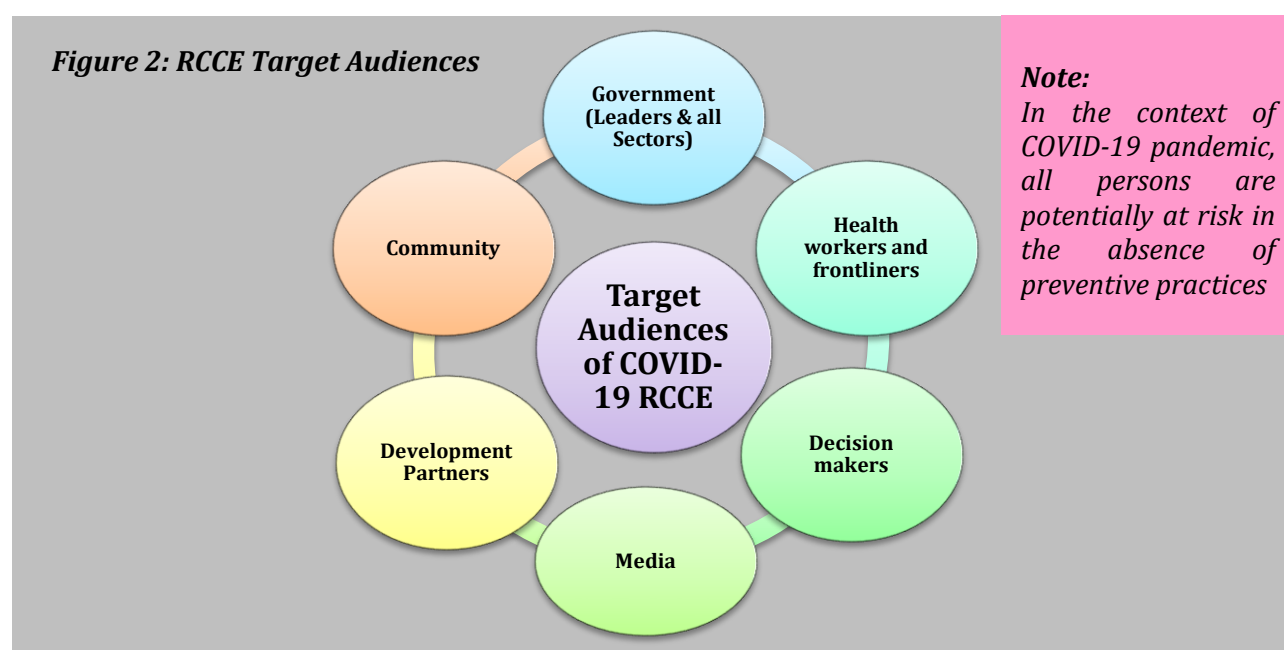 Figure 2: RCCE Target Audiences
Government
(Leaders & all
Sectors)
Health
workers and
frontliners
Decision
makers
Media
Development
Partners
Community
Target
Audiences
of COVID-
19 RCCE
Note:
In the context of
COVID-19 pandemic,
all persons are
potentially at risk in
the absence of
preventive practices